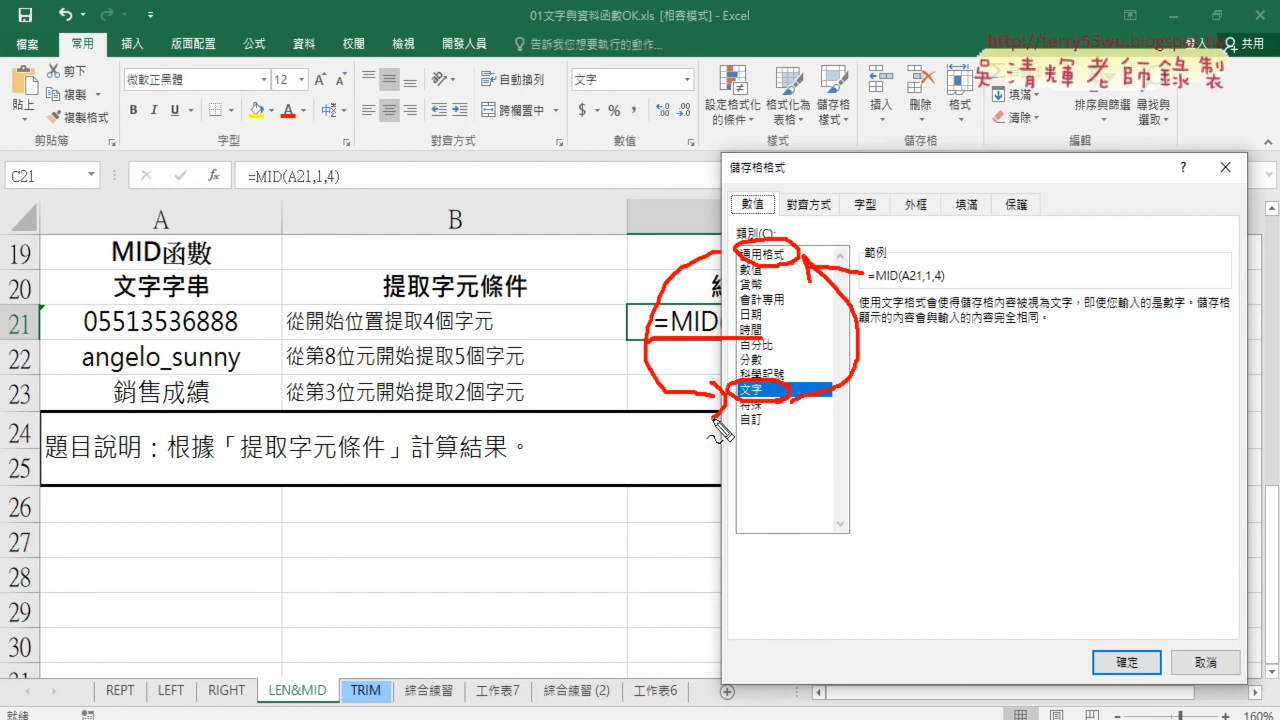 01文字與資料函數OK.xls [相容模式] - Excel
http://terry55wu.blogspot.tw
檔案 常用 插入 版面配置 公式 資料 校閱 檢視 開發人員 告訴我您想要執行的動作... 登入 共用
吳清輝老師錄製
貼上 剪下 複製 複製格式 剪貼簿
微軟正黑體 12 B I U A 中 字型
自動換列 跨欄置中 對齊方式
文字 $ % , 數值
設定格式化的條件 格式化為表格 儲存格樣式 樣式
插入 刪除 格式 儲存格
填滿 清除 排序與篩選 尋找與選取 編輯
C21 fx =MID(A21,1,4)
A B
19 MID函數
20 文字字串 提取字元條件
21 05513536888 從開始位置提取4個字元 =MID(
22 angelo_sunny 從第8位元開始提取5個字元
23 銷售成績 從第3位元開始提取2個字元
24
題目說明：根據「提取字元條件」計算結果。
25
26
27
28
29
30
儲存格格式 ?
數值 對齊方式 字型 外框 填滿 保護
類別(C):
通用格式
數值
貨幣
會計專用
日期
時間
百分比
分數
科學記號
文字
特殊
自訂
範例
=MID(A21,1,4)
使用文字格式會使得儲存格內容被視為文字，即使您輸入的是數字。儲存格
顯示的內容會與輸入的內容完全相同。
確定 取消
REPT LEFT RIGHT LEN&MID TRIM 綜合練習 工作表7 綜合練習 (2) 工作表6
就緒 160%